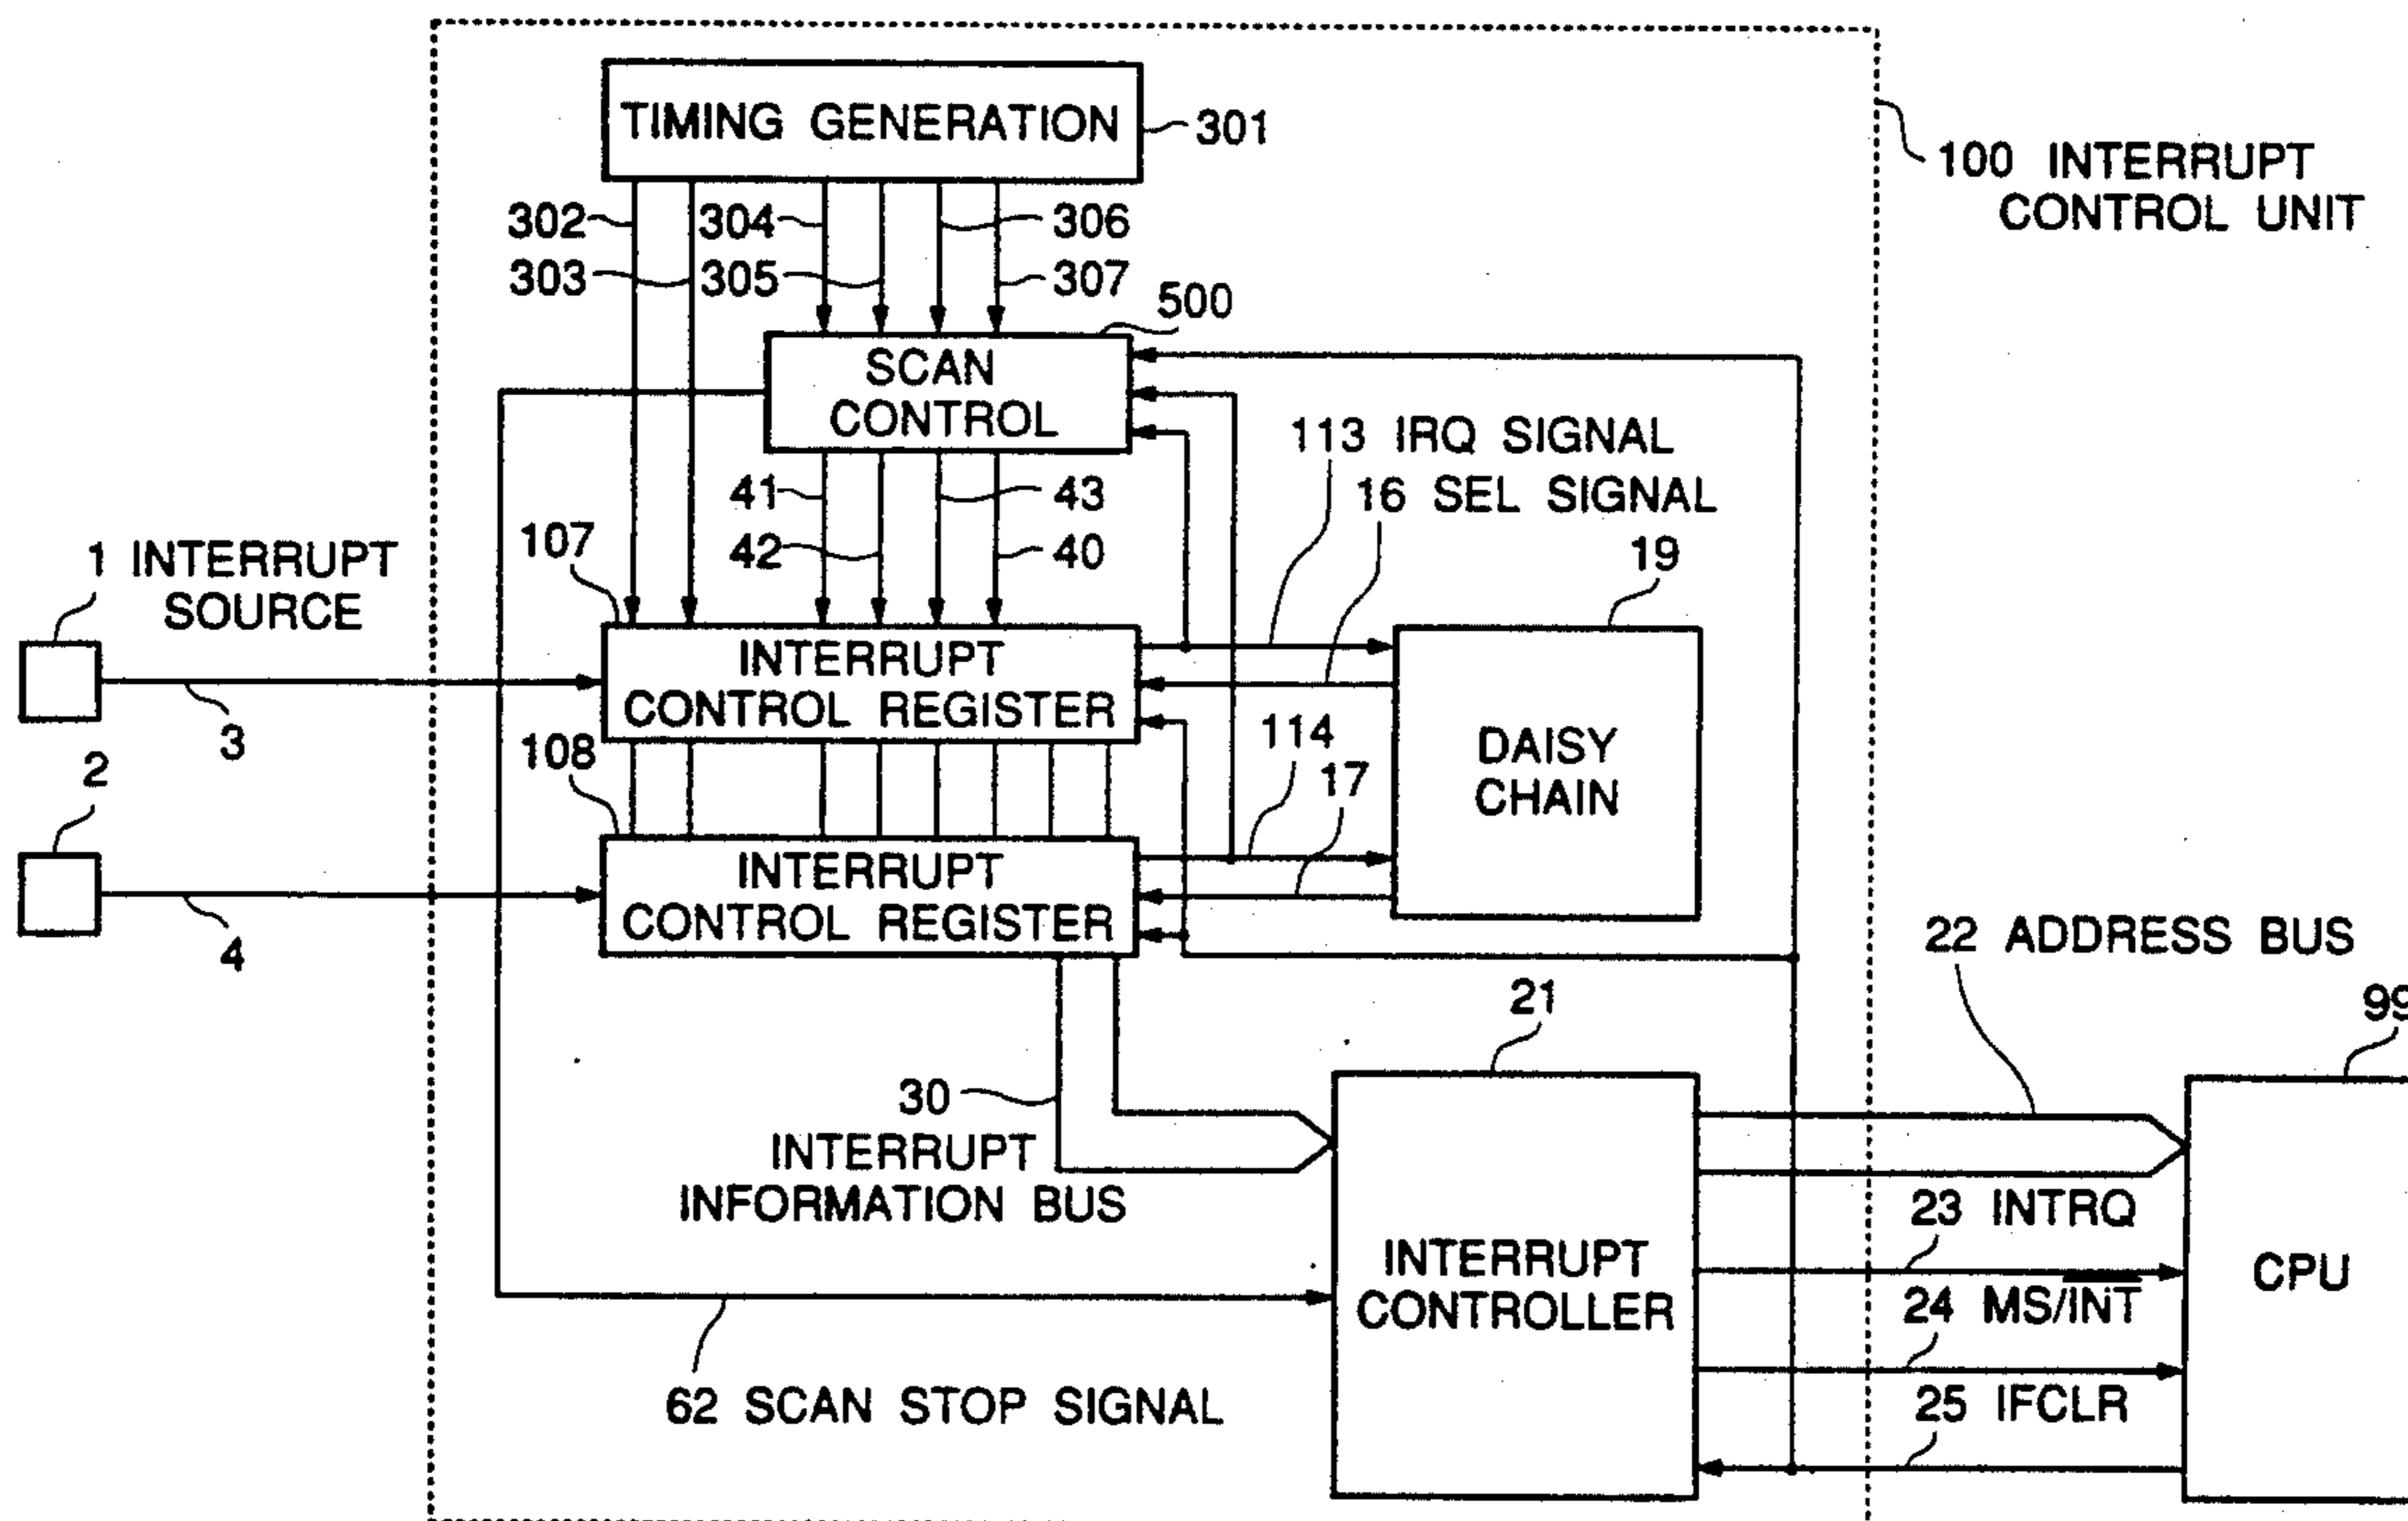 TIMING GENERATION
301
100 INTERRUPT
CONTROL UNIT
302
304
306
303
305
307
500
SCAN
CONTROL
113 IRQ SIGNAL
16 SEL SIGNAL
41
43
42
40
107
19
1 INTERRUPT
SOURCE
INTERRUPT
CONTROL REGISTER
3
114
17
DAISY
CHAIN
2
108
INTERRUPT
CONTROL REGISTER
4
22 ADDRESS BUS
21
99
30
INTERRUPT
INFORMATION BUS
23 INTRQ
INTERRUPT
CONTROLLER
CPU
24 MS/I̅N̅T̅
62 SCAN STOP SIGNAL
25 IFCLR